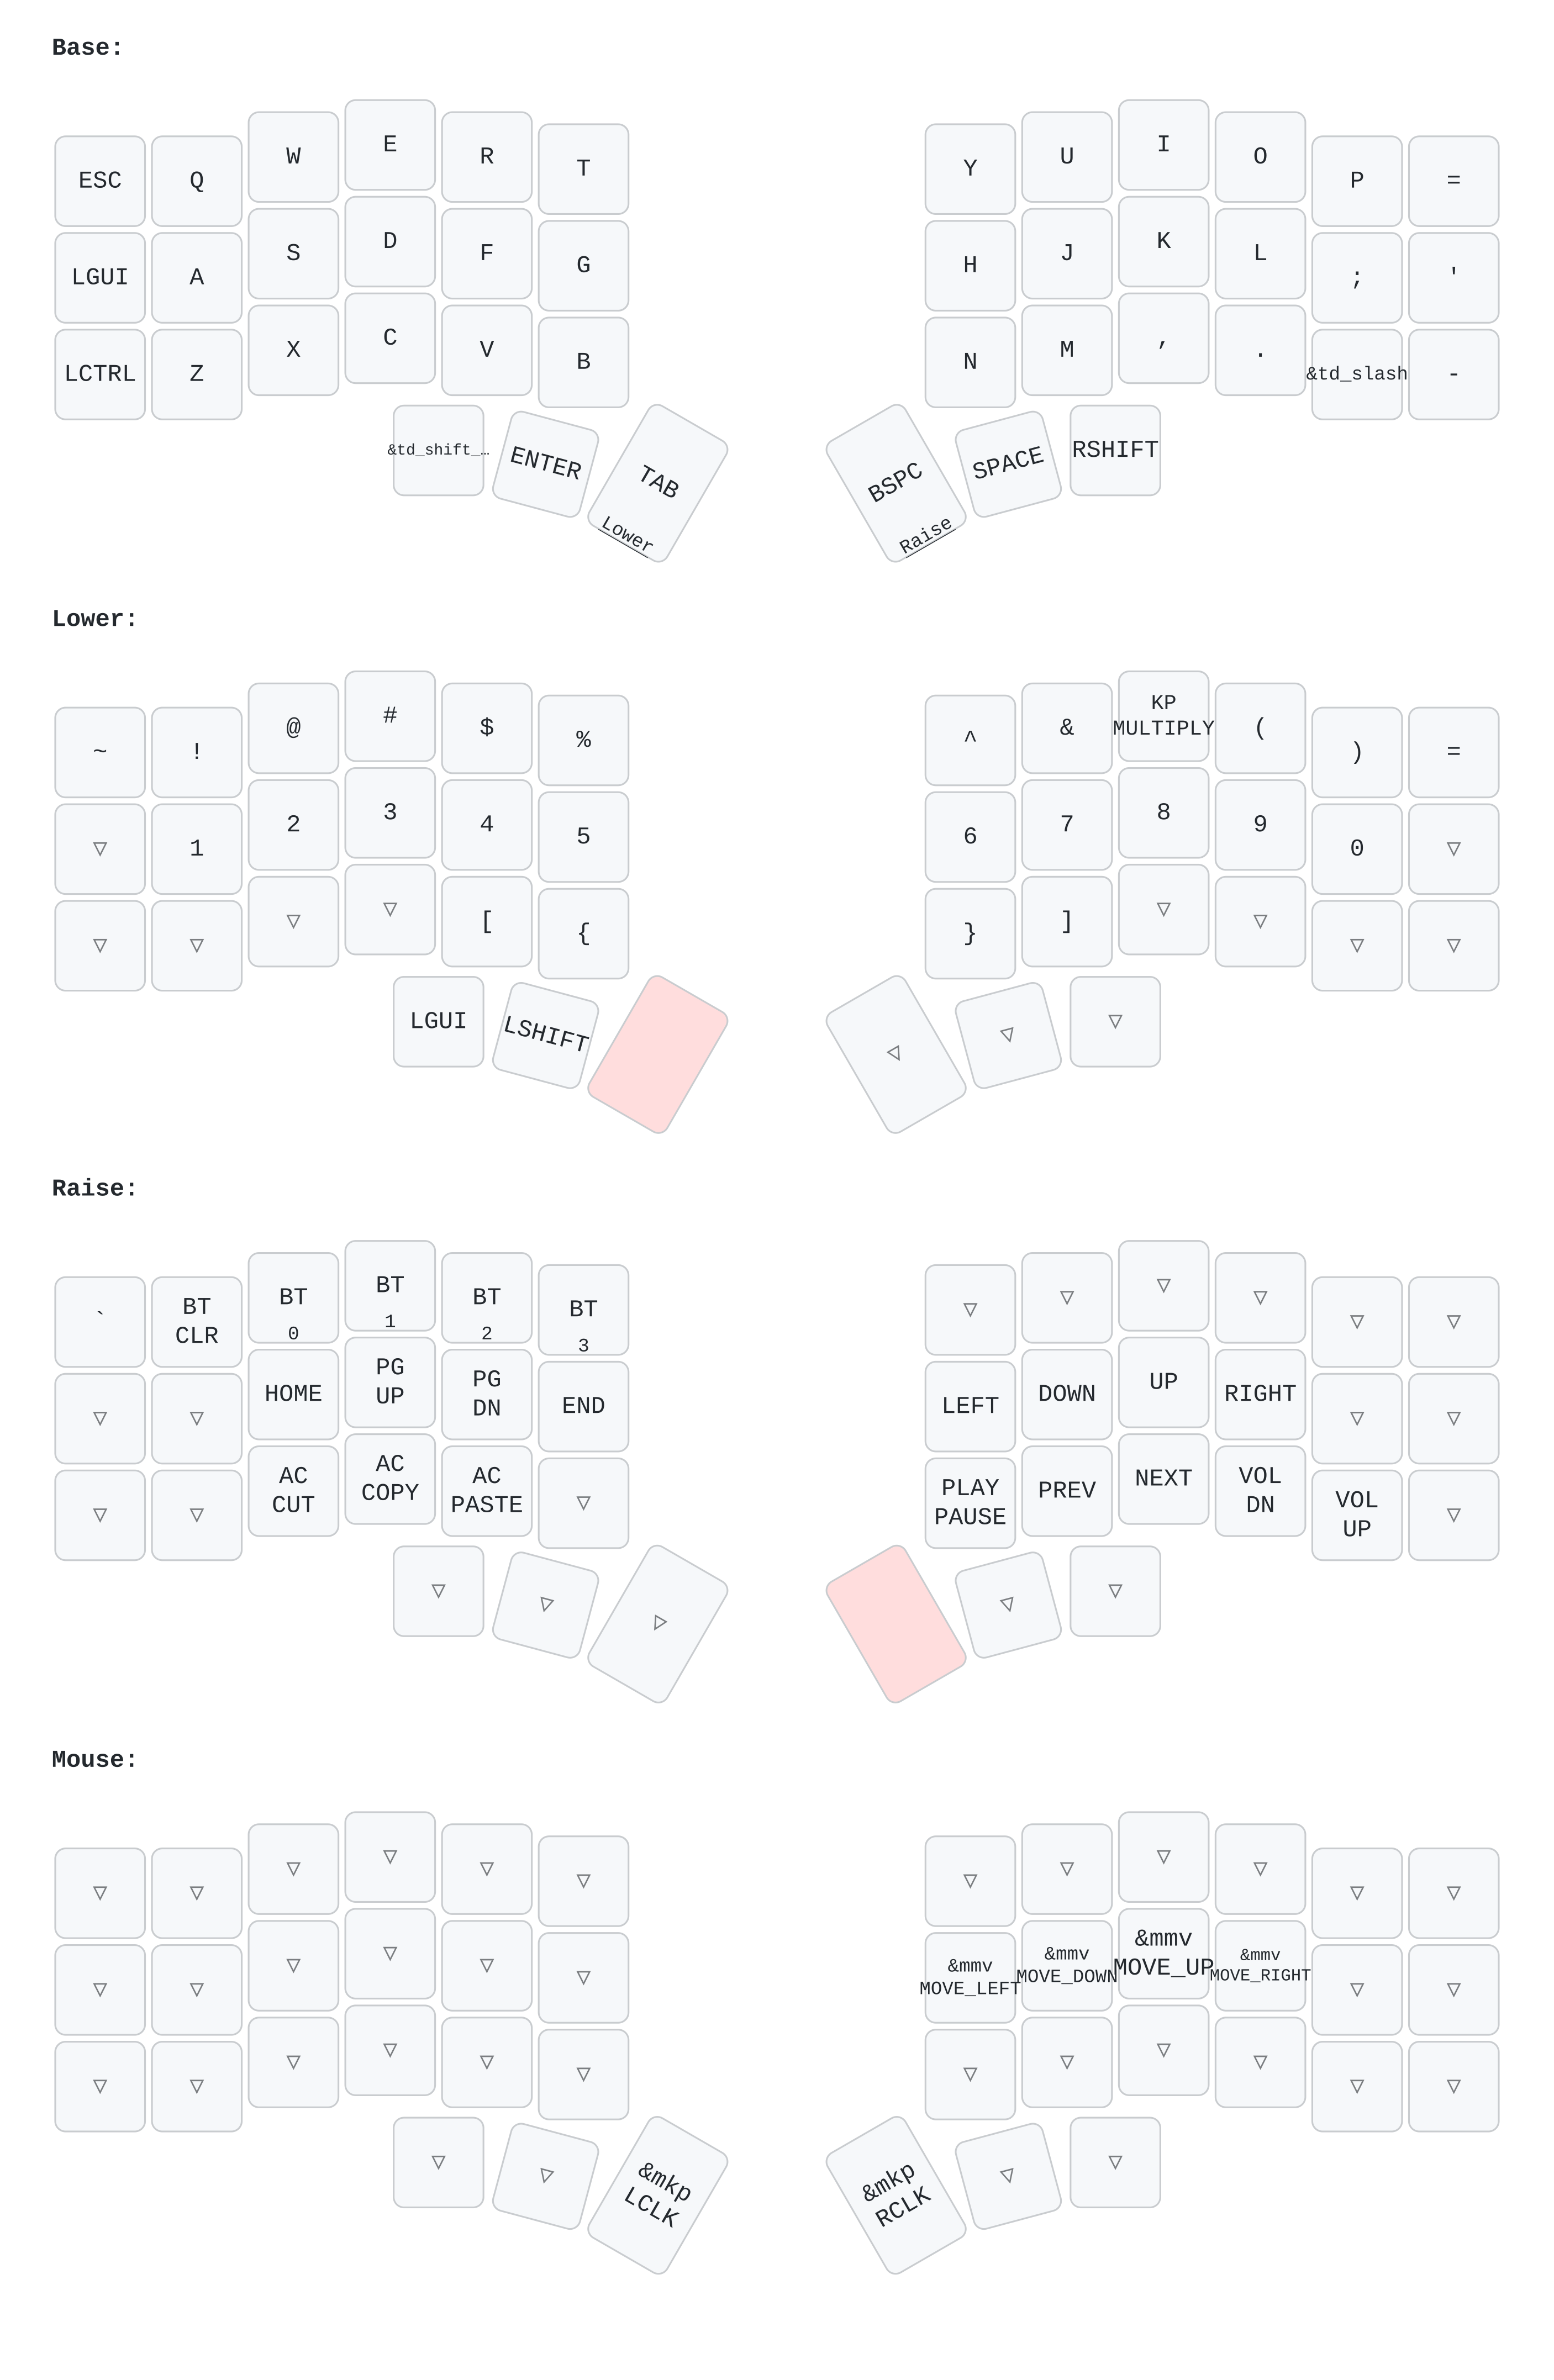 Base:
ESC Q W E R T Y U I O P =
LGUI A S D F G H J K L ; '
LCTRL Z X C V B N M , . &td_slash -
&td_shift_… ENTER TAB BSPC SPACE RSHIFT
Lower Raise
Lower:
~ ! @ # $ % ^ & KP MULTIPLY ( ) =
▽ 1 2 3 4 5 6 7 8 9 0 ▽
▽ ▽ ▽ ▽ [ { } ] ▽ ▽ ▽ ▽
LGUI LSHIFT ▽ ▽ ▽
Raise:
` BT CLR BT 0 BT 1 BT 2 BT 3 ▽ ▽ ▽ ▽ ▽ ▽
▽ ▽ HOME PG UP PG DN END LEFT DOWN UP RIGHT ▽ ▽
▽ ▽ AC CUT AC COPY AC PASTE ▽ PLAY PAUSE PREV NEXT VOL DN VOL UP ▽
▽ ▽ ▽ ▽ ▽
Mouse:
▽ ▽ ▽ ▽ ▽ ▽ ▽ ▽ ▽ ▽ ▽ ▽
▽ ▽ ▽ ▽ ▽ ▽ &mmv MOVE_LEFT &mmv MOVE_DOWN &mmv MOVE_UP &mmv MOVE_RIGHT ▽ ▽
▽ ▽ ▽ ▽ ▽ ▽ ▽ ▽ ▽ ▽ ▽ ▽
▽ ▽ &mkp LCLK &mkp RCLK ▽ ▽